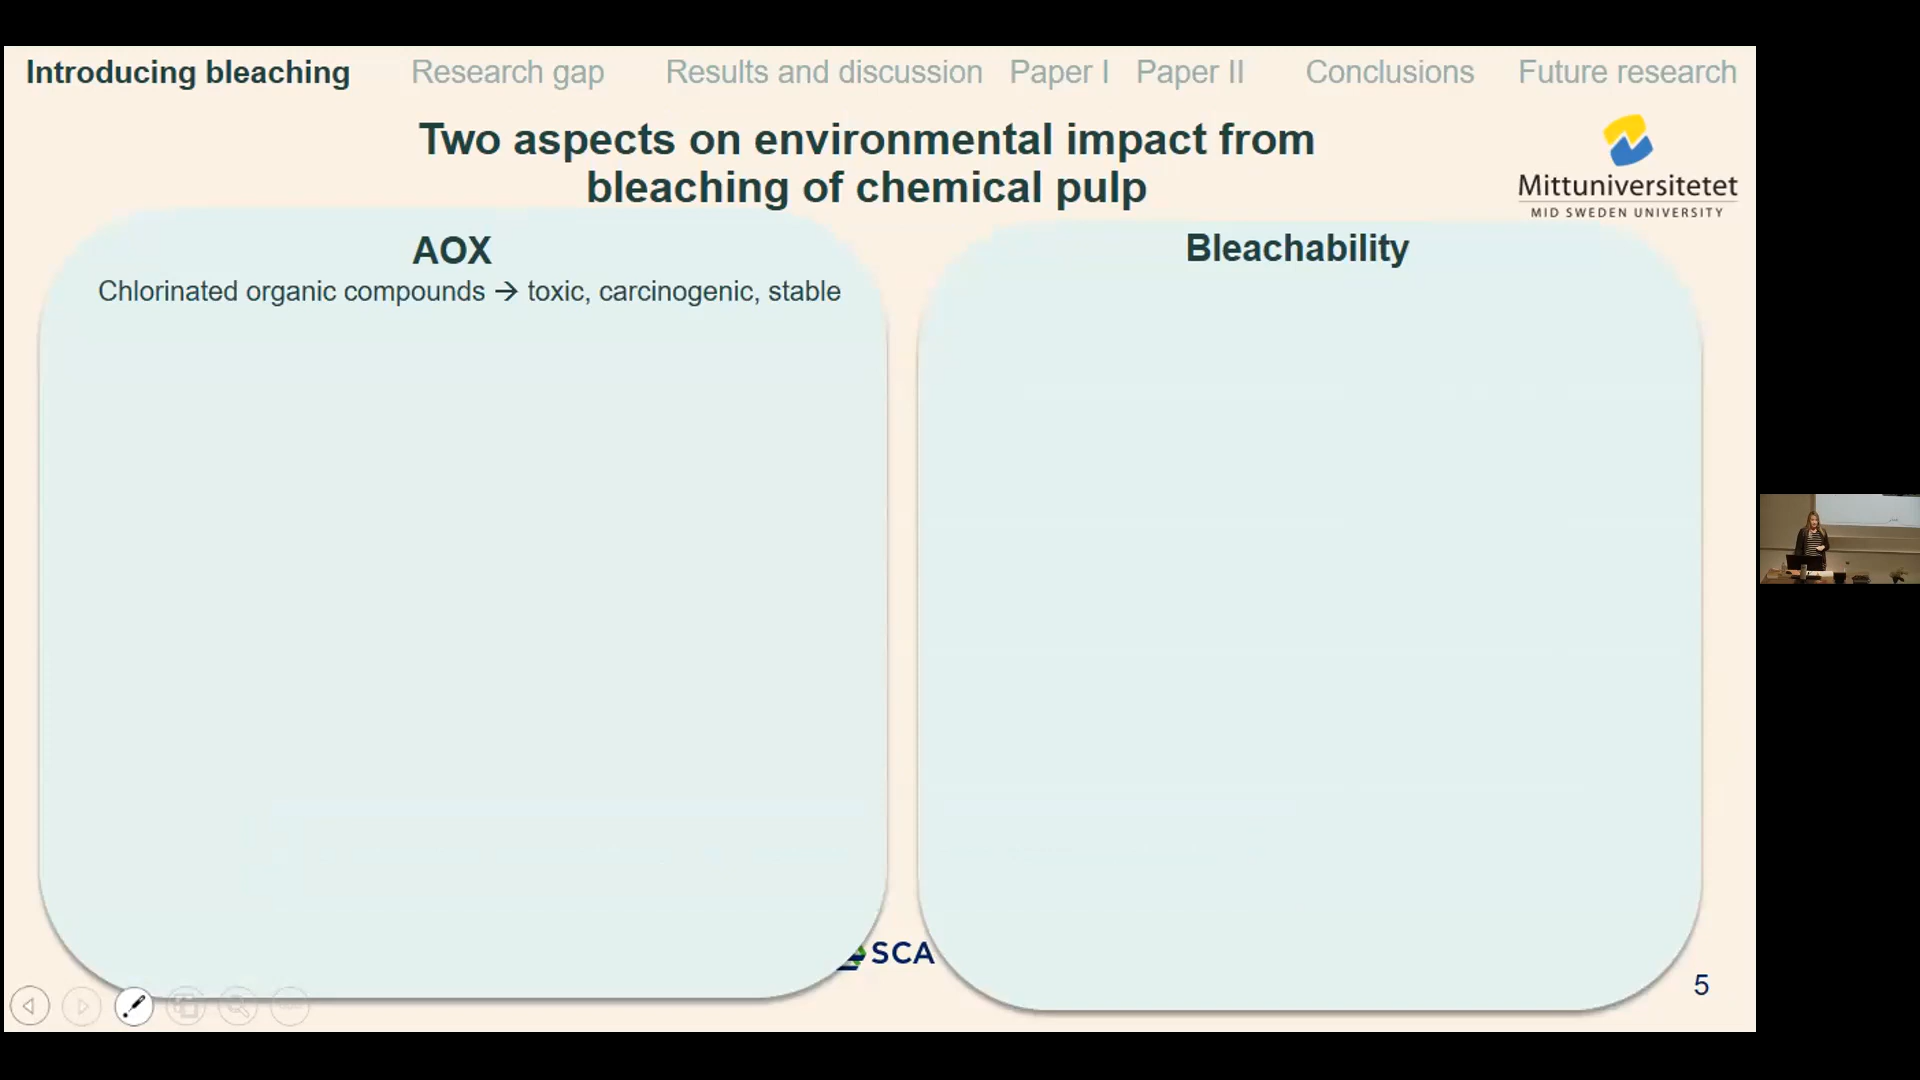 Introducing bleaching Research gap Results and discussion Paper I Paper II Conclusions Future research
Two aspects on environmental impact from
bleaching of chemical pulp
Mittuniversitetet
MID SWEDEN UNIVERSITY
AOX
Chlorinated organic compounds → toxic, carcinogenic, stable
Bleachability
SCA
5